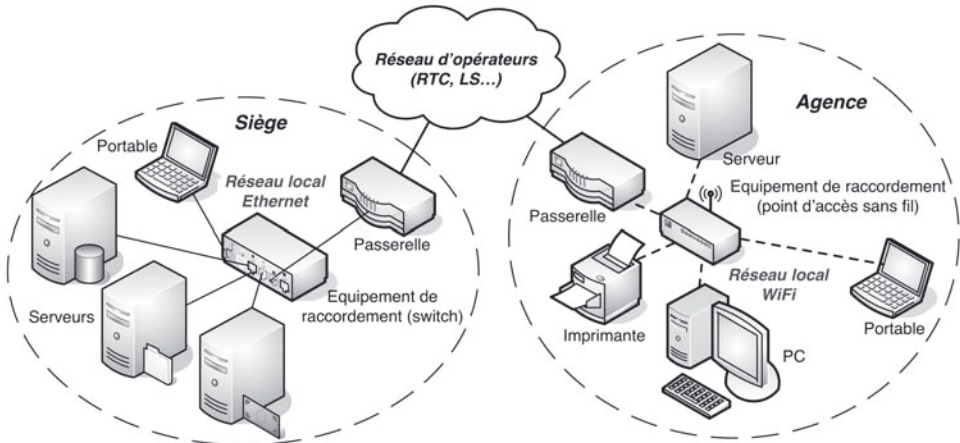 Réseau d'opérateurs
(RTC, LS...)
Siège
Portable
Réseau local
Ethernet
Passerelle
Serveurs
Equipement de
raccordement (switch)
Agence
Serveur
Passerelle
Equipement de raccordement
(point d'accès sans fil)
Réseau local
WiFi
Imprimante
PC
Portable